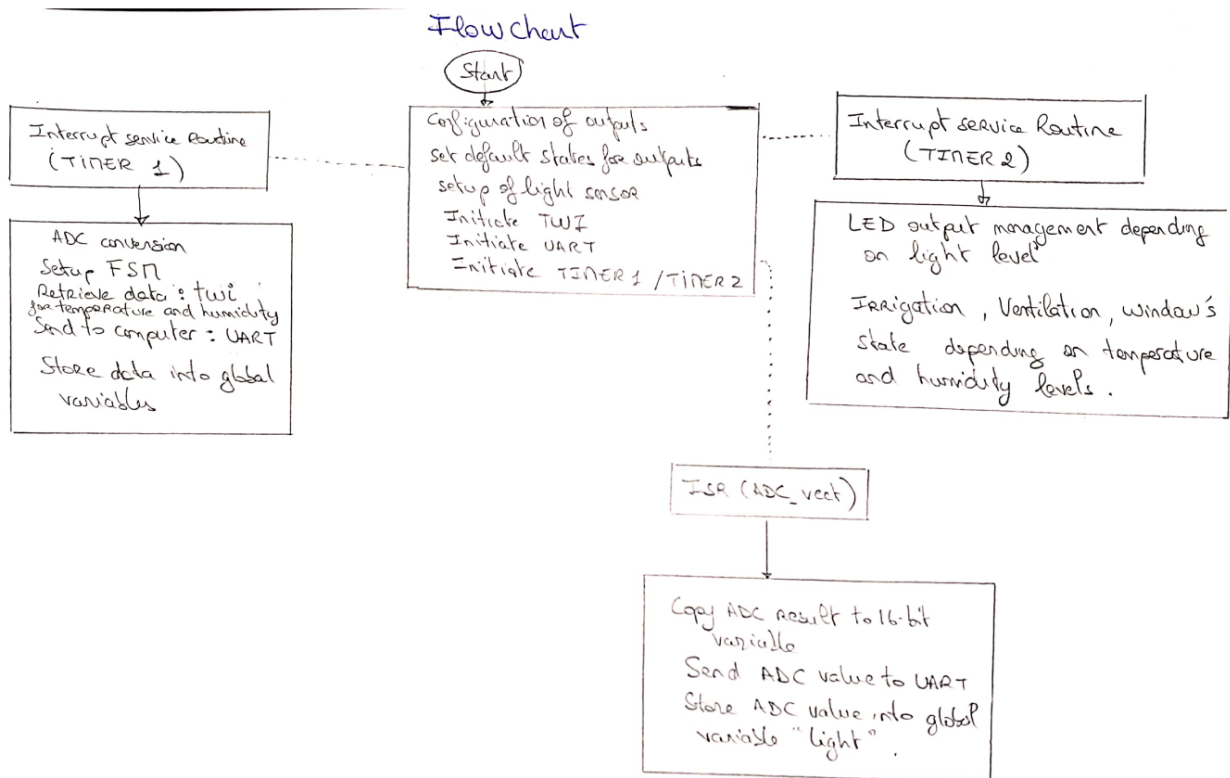 Flow Chart
Start
Interrupt service Routine
(TIMER 1)
ADC conversion
Setup FSM
Retrieve data : twi
for temperature and humidity
Send to computer : UART
Store data into global
variables
Configuration of outputs
set default states for outputs
setup of light sensor
Initiate TWI
Initiate UART
Initiate TIMER 1 / TIMER 2
Interrupt service Routine
(TIMER 2)
LED output management depending
on light level
IRRigation, Ventilation, window's
state depending on temperature
and humidity levels.
ISR (ADC_vect)
Copy ADC result to 16-bit
variable
Send ADC value to UART
Store ADC value into global
variable "light".